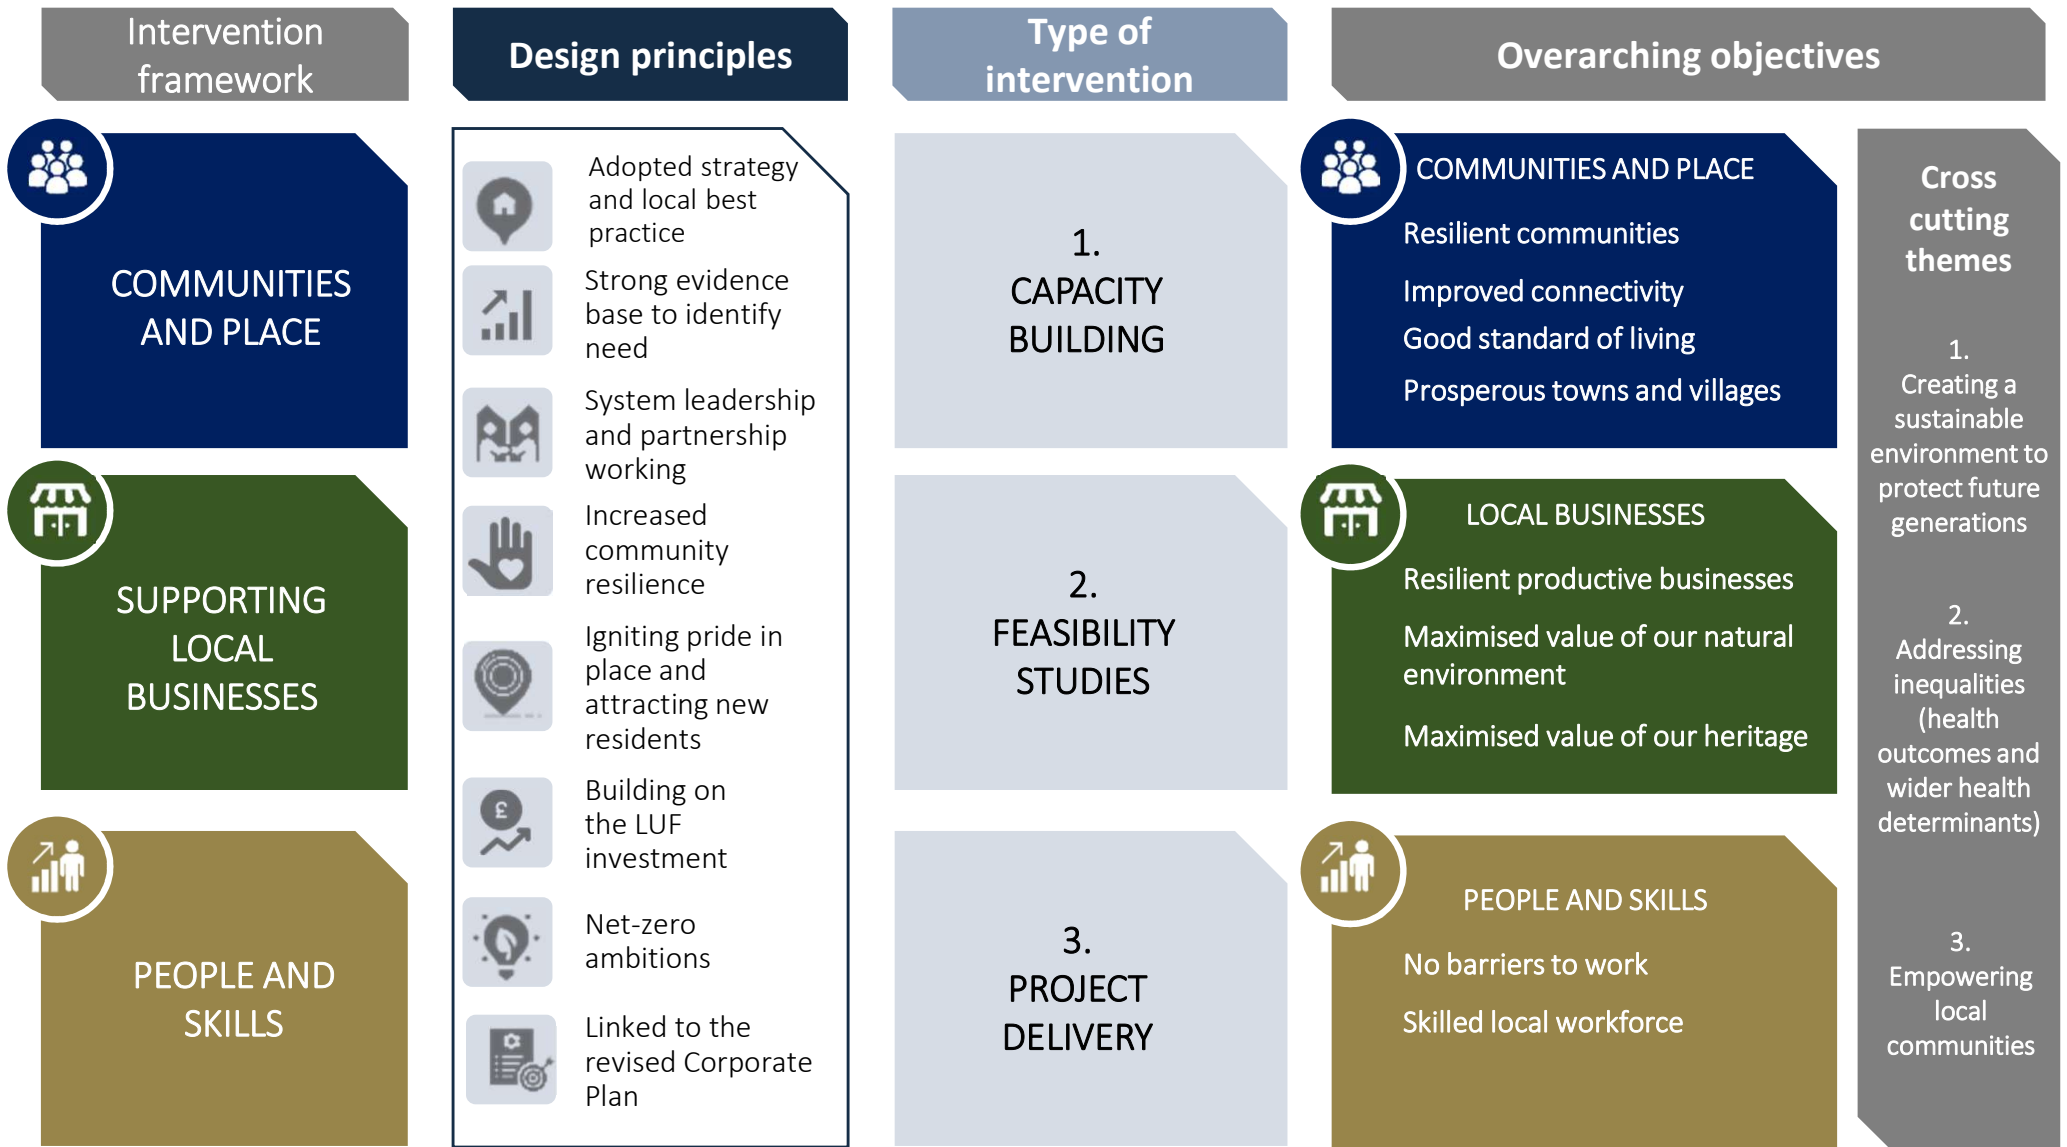 Intervention
framework
Design principles
Type of
intervention
Overarching objectives
COMMUNITIES
AND PLACE
SUPPORTING
LOCAL
BUSINESSES
PEOPLE AND
SKILLS
Adopted strategy
and local best
practice
Strong evidence
base to identify
need
System leadership
and partnership
working
Increased
community
resilience
Igniting pride in
place and
attracting new
residents
£
Building on
the LUF
investment
Net-zero
ambitions
Linked to the
revised Corporate
Plan
1.
CAPACITY
BUILDING
2.
FEASIBILITY
STUDIES
3.
PROJECT
DELIVERY
COMMUNITIES AND PLACE
Resilient communities
Improved connectivity
Good standard of living
Prosperous towns and villages
LOCAL BUSINESSES
Resilient productive businesses
Maximised value of our natural
environment
Maximised value of our heritage
PEOPLE AND SKILLS
No barriers to work
Skilled local workforce
Cross
cutting
themes
1.
Creating a
sustainable
environment to
protect future
generations
2.
Addressing
inequalities
(health
outcomes and
wider health
determinants)
3.
Empowering
local
communities